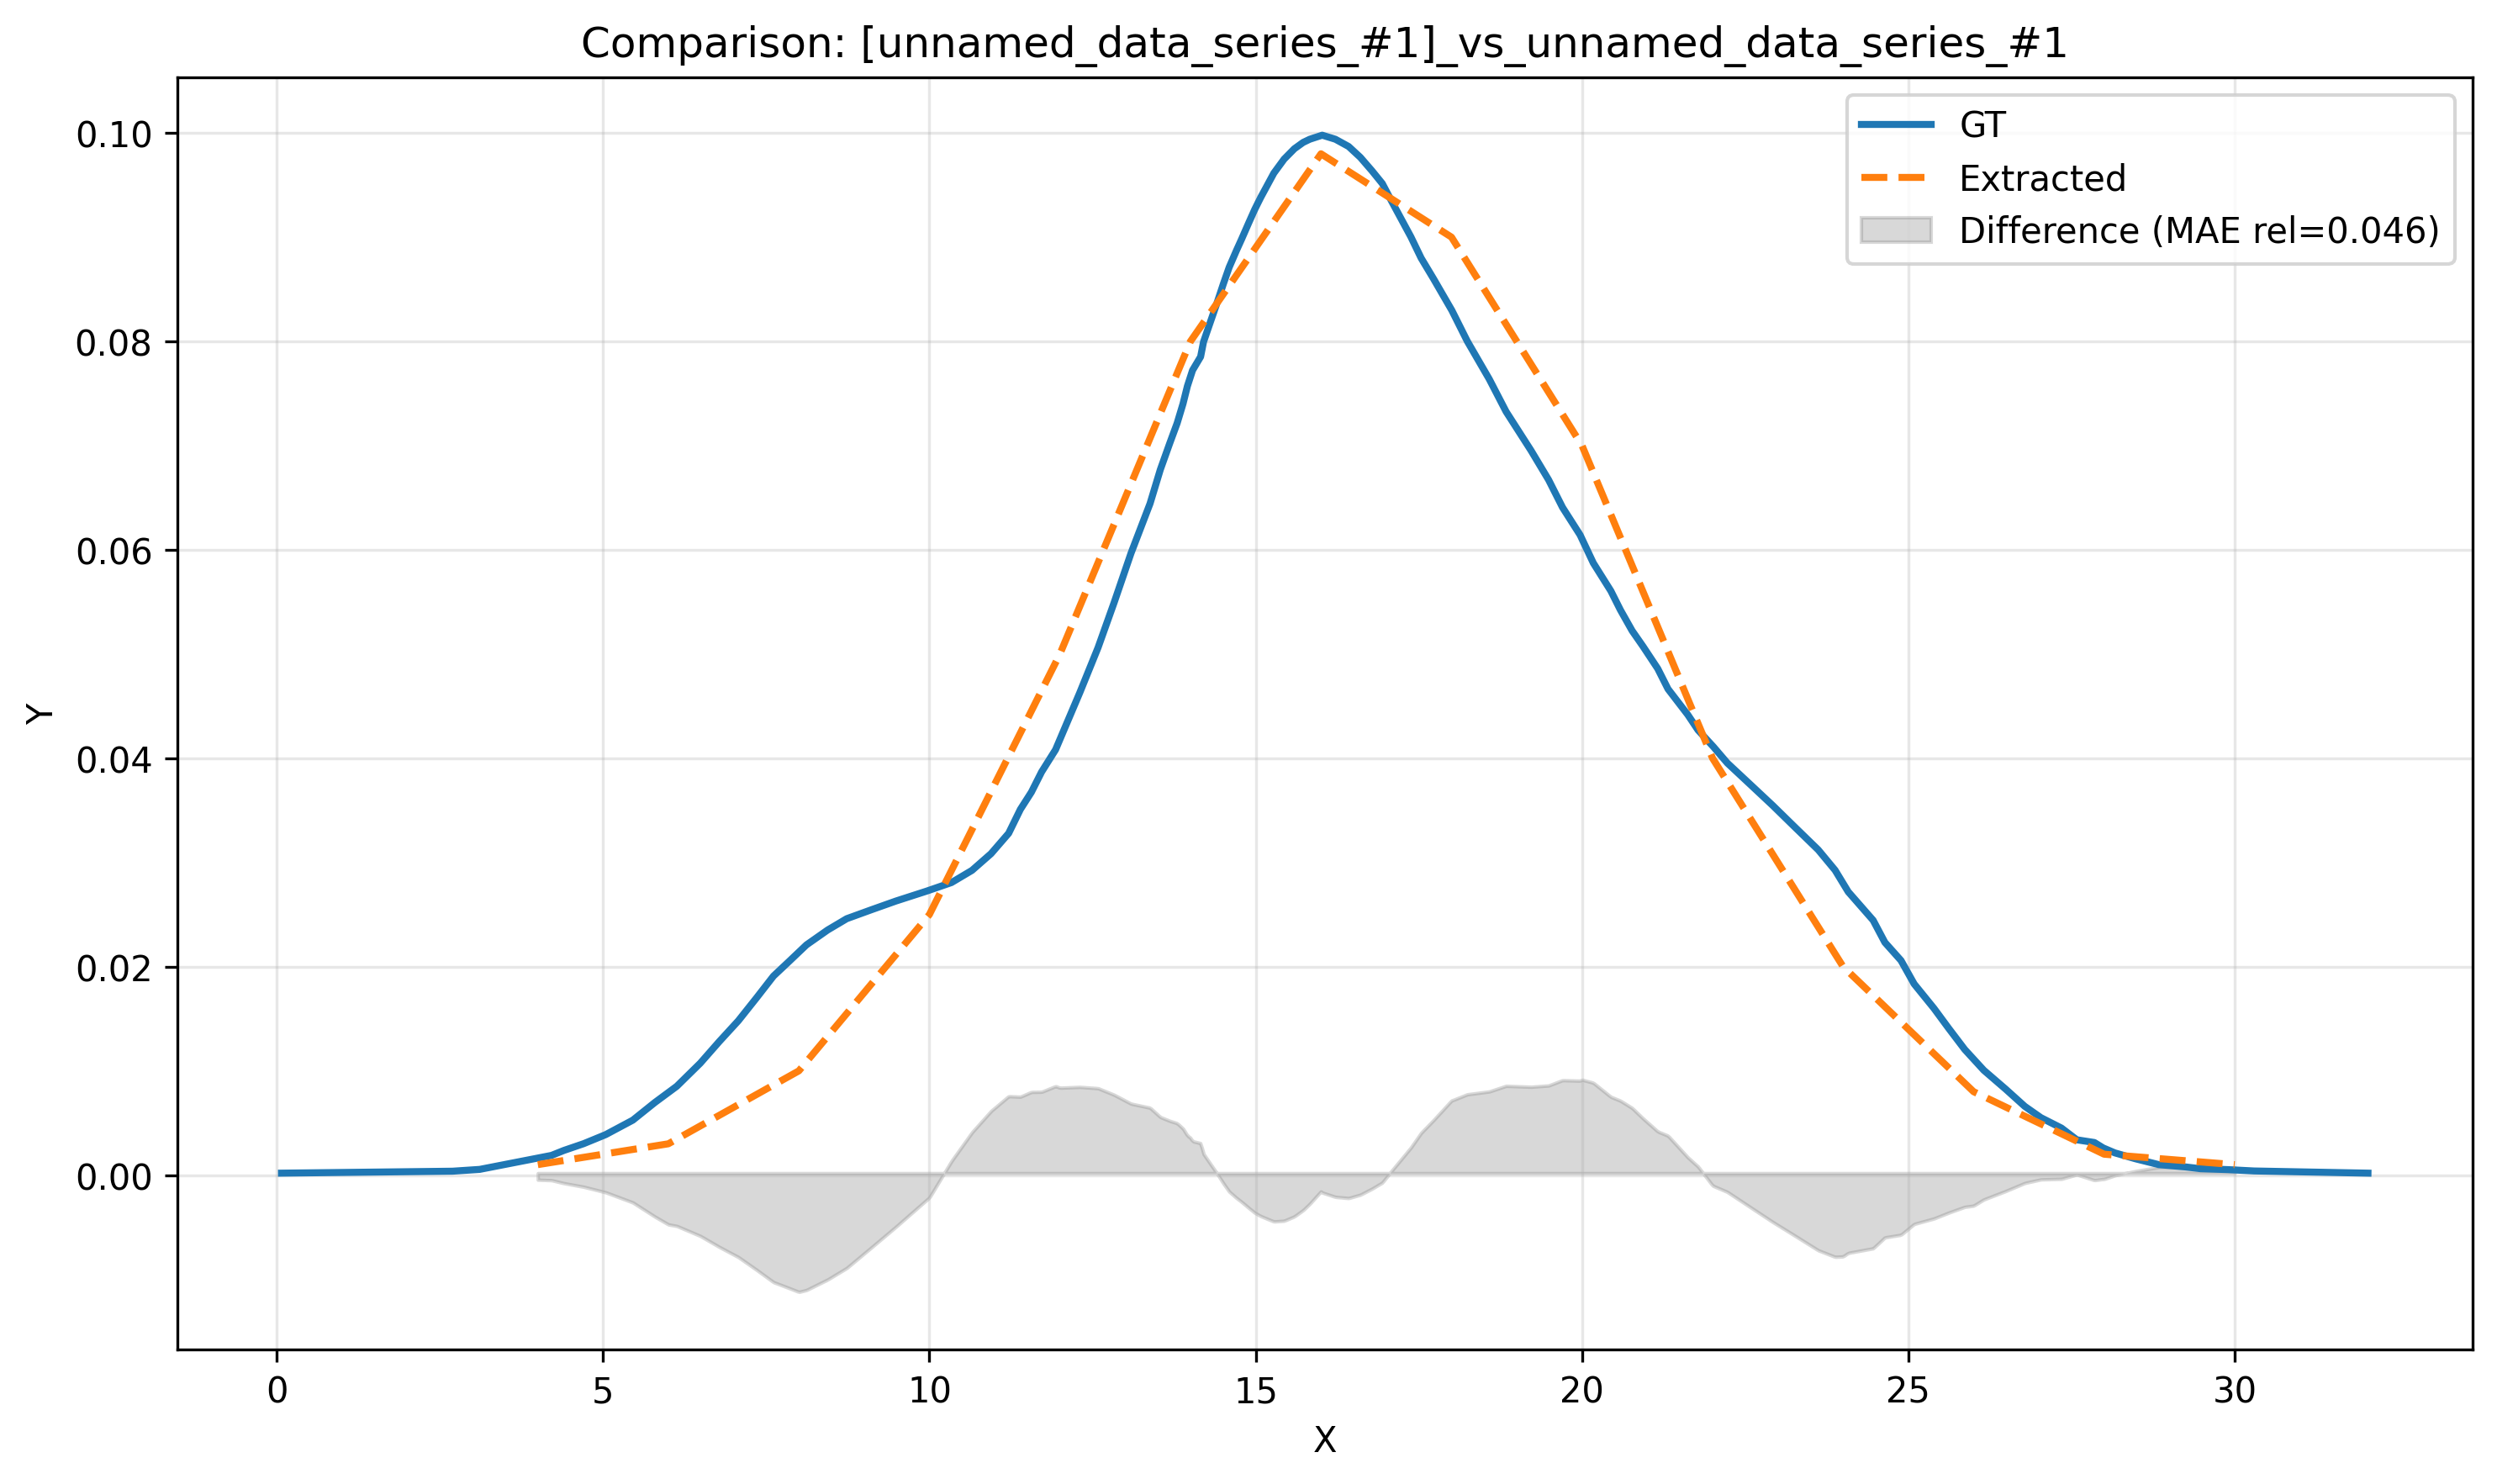 Comparison: [unnamed_data_series_#1]_vs_unnamed_data_series_#1
GT
Extracted
Difference (MAE rel=0.046)
0.10
0.08
0.06
0.04
0.02
0.00
Y
0 5 10 15 20 25 30
X